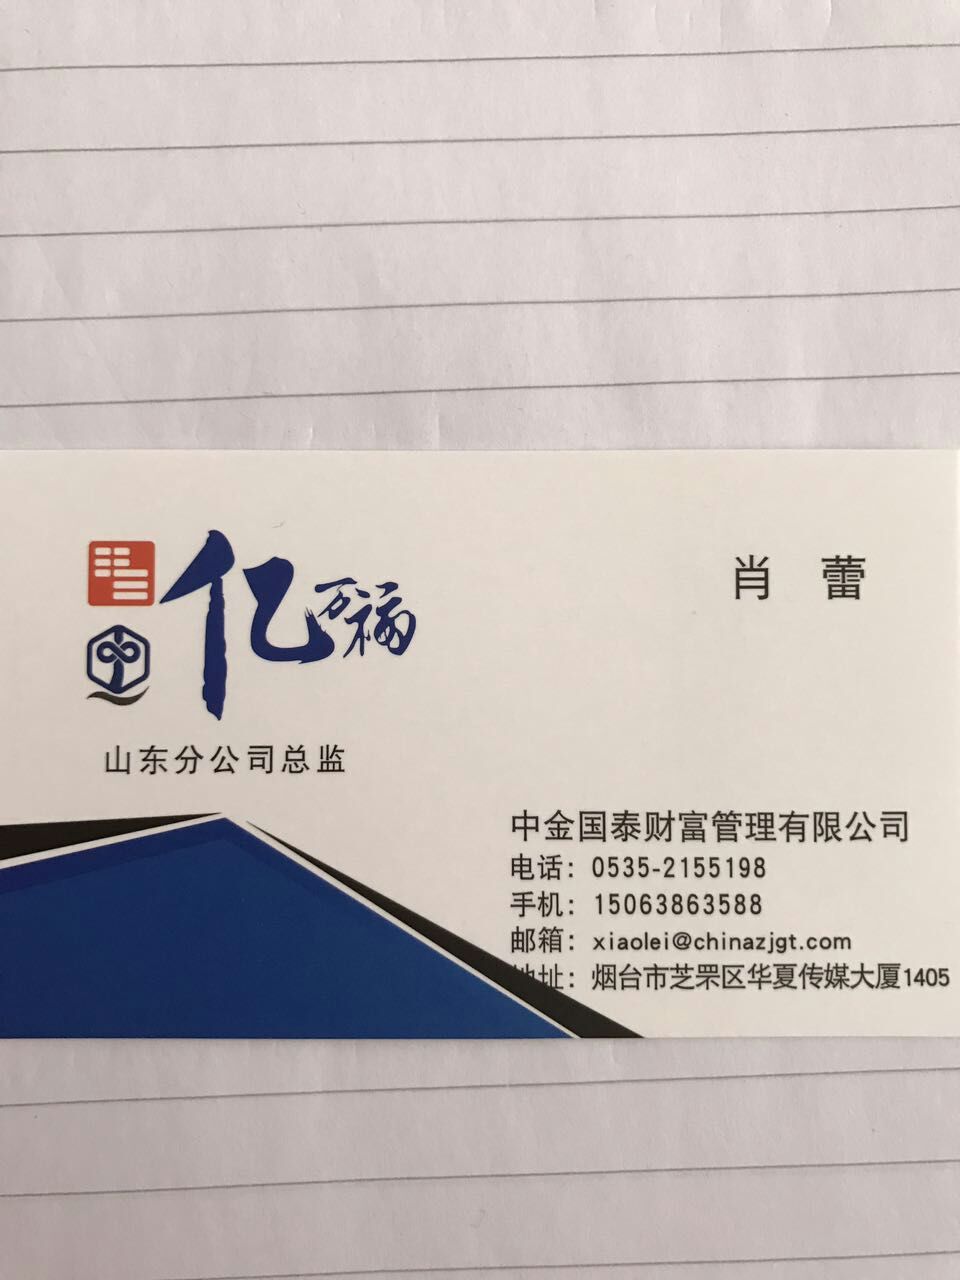 亿万福
肖蕾
山东分公司总监
中金国泰财富管理有限公司
电话：0535-2155198
手机：15063863588
邮箱：xiaolei@chinazjgt.com
地址：烟台市芝罘区华夏传媒大厦1405